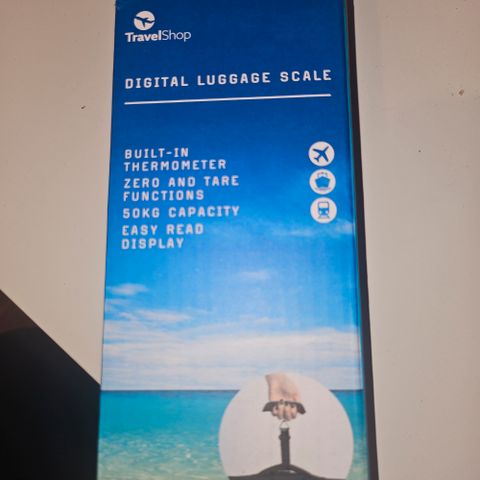 TravelShop
DIGITAL LUGGAGE SCALE
BUILT-IN
THERMOMETER
ZERO AND TARE
FUNCTIONS
50KG CAPACITY
EASY READ
DISPLAY